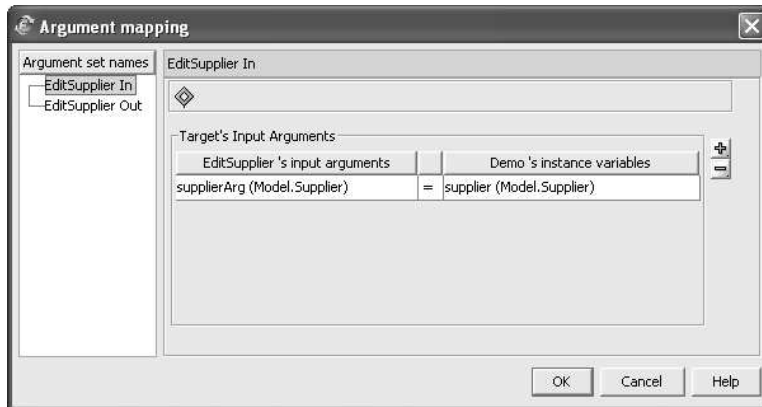 Argument mapping
Argument set names
EditSupplier In
EditSupplier Out
EditSupplier In
Target's Input Arguments
EditSupplier 's input arguments Demo 's instance variables
supplierArg (Model.Supplier) = supplier (Model.Supplier)
OK Cancel Help